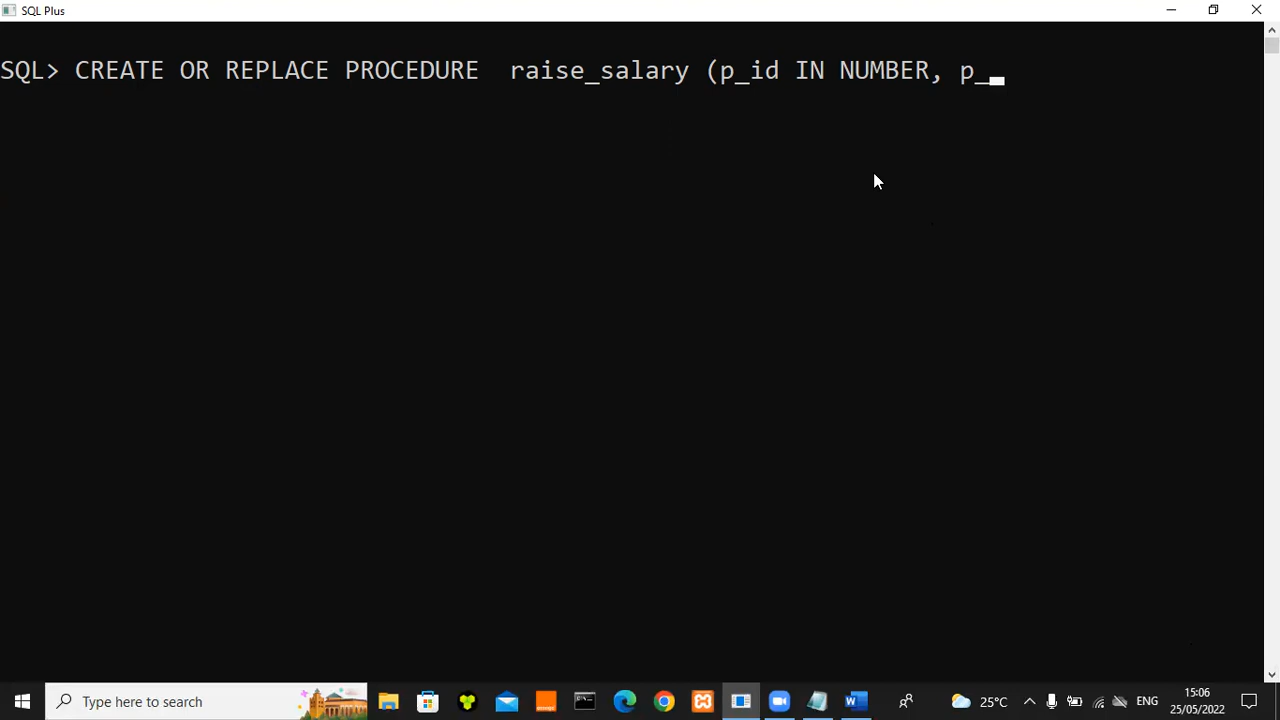 SQL Plus
SQL> CREATE OR REPLACE PROCEDURE  raise_salary (p_id IN NUMBER, p_
Type here to search
25°C
ENG
15:06
25/05/2022